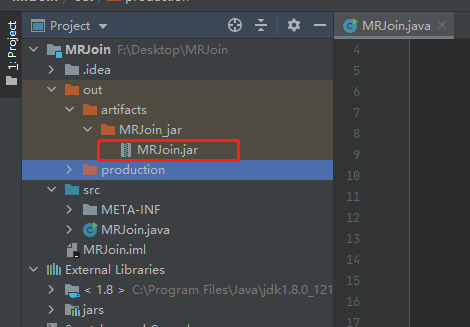 out
production
1: Project
Project
MRJoin.java
MRJoin F:\Desktop\MRJoin
.idea
out
artifacts
MRJoin_jar
MRJoin.jar
production
src
META-INF
MRJoin.java
MRJoin.iml
External Libraries
< 1.8 > C:\Program Files\Java\jdk1.8.0_121
jars
4
5
6
7
8
9
10
11
12
13
14
15
16
17